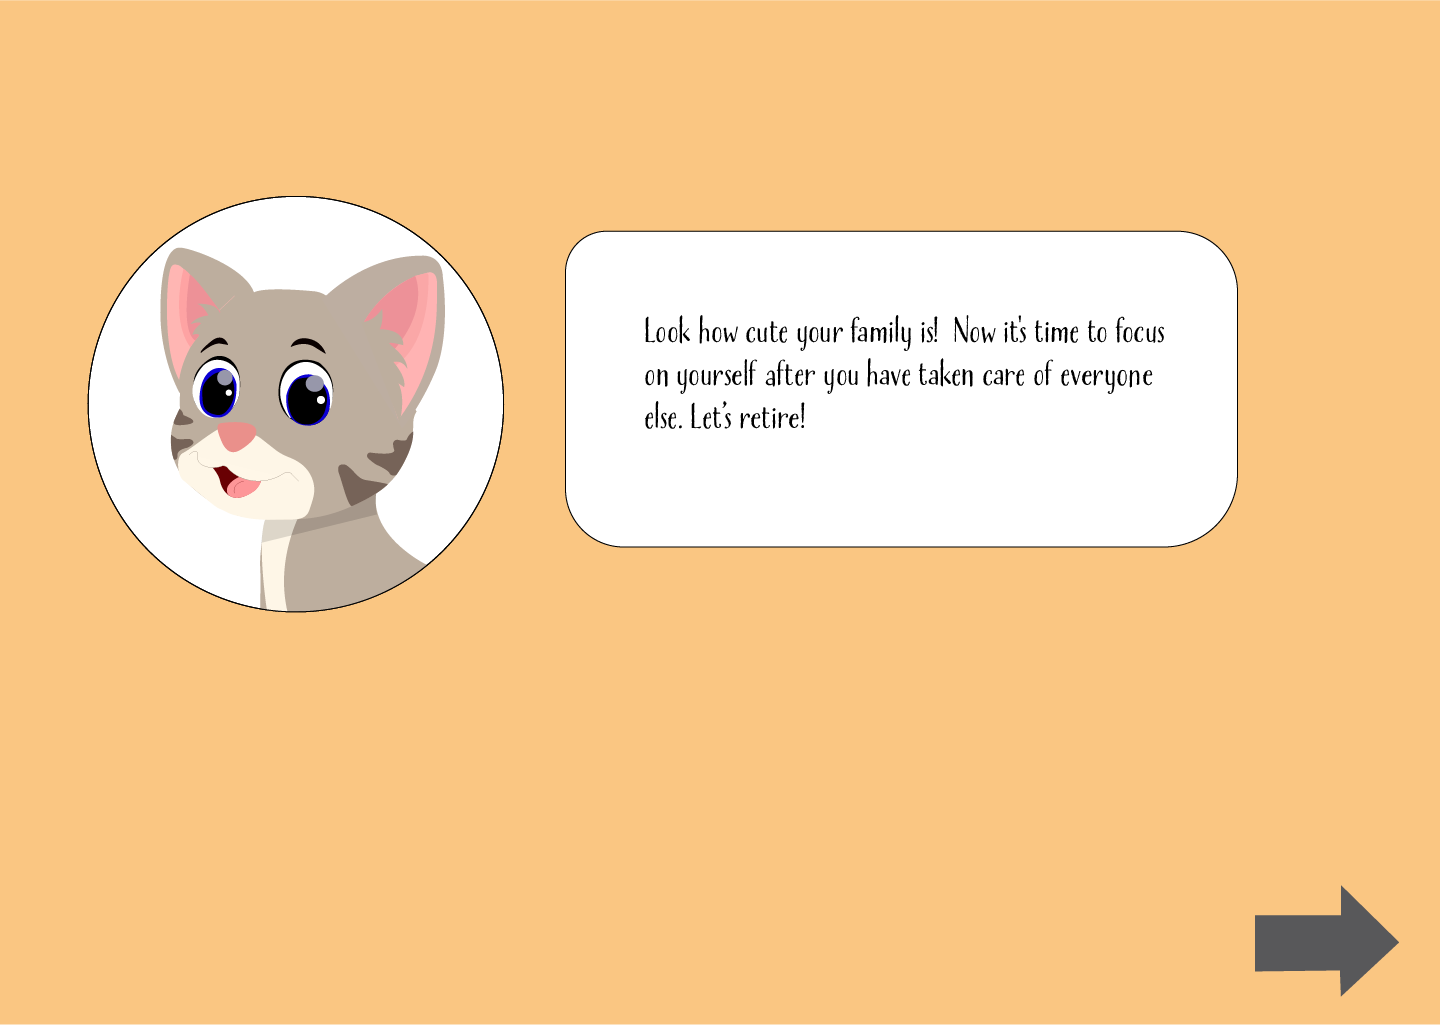 Look how cute your family is!  Now it's time to focus
on yourself after you have taken care of everyone
else. Let's retire!